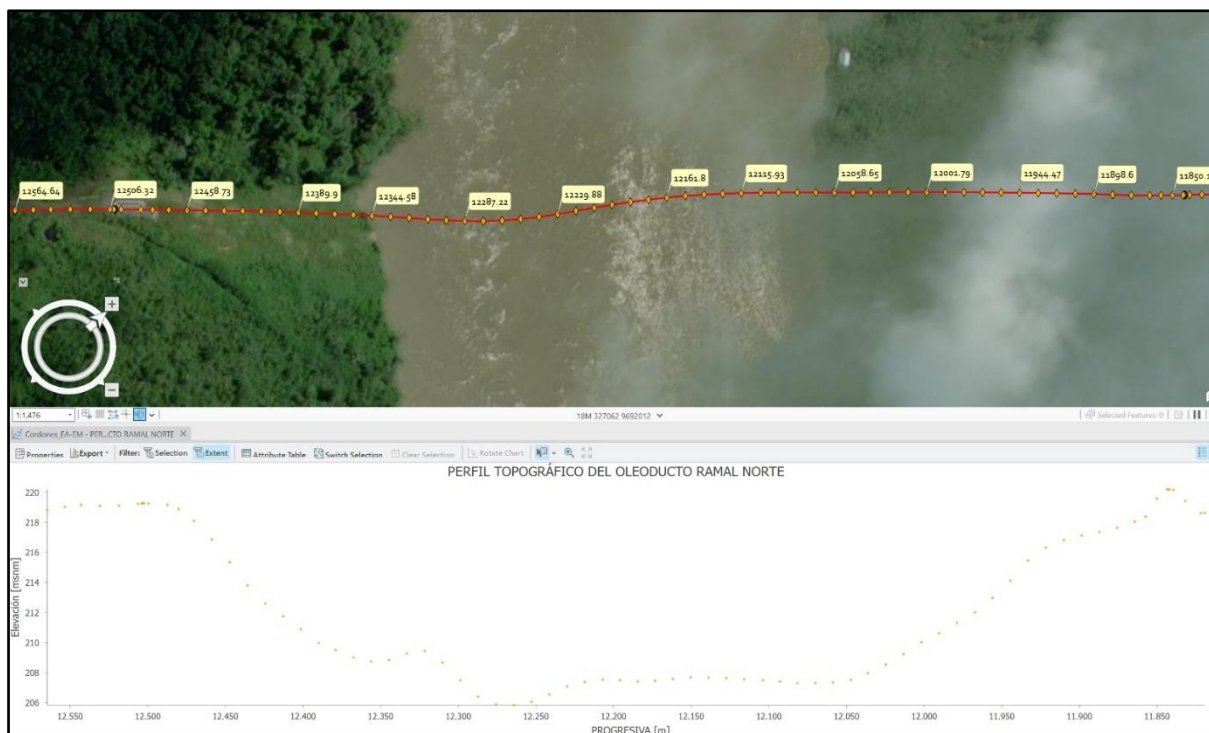 12564.64
12506.32
12458.73
12389.9
12344.58
12287.22
12229.88
12161.8
12115.93
12058.65
12001.79
11944.47
11898.6
11850.1
1:1,476
18M 327062 9692012
Selected Features: 0
Cordones_EA-EM - PER...CTO RAMAL NORTE
Properties Export Filter: Selection Extent Attribute Table Switch Selection Clear Selection Rotate Chart
PERFIL TOPOGRÁFICO DEL OLEODUCTO RAMAL NORTE
Elevación [msnm]
220
218
216
214
212
210
208
206
12.550 12.500 12.450 12.400 12.350 12.300 12.250 12.200 12.150 12.100 12.050 12.000 11.950 11.900 11.850
PROGRESIVA [m]